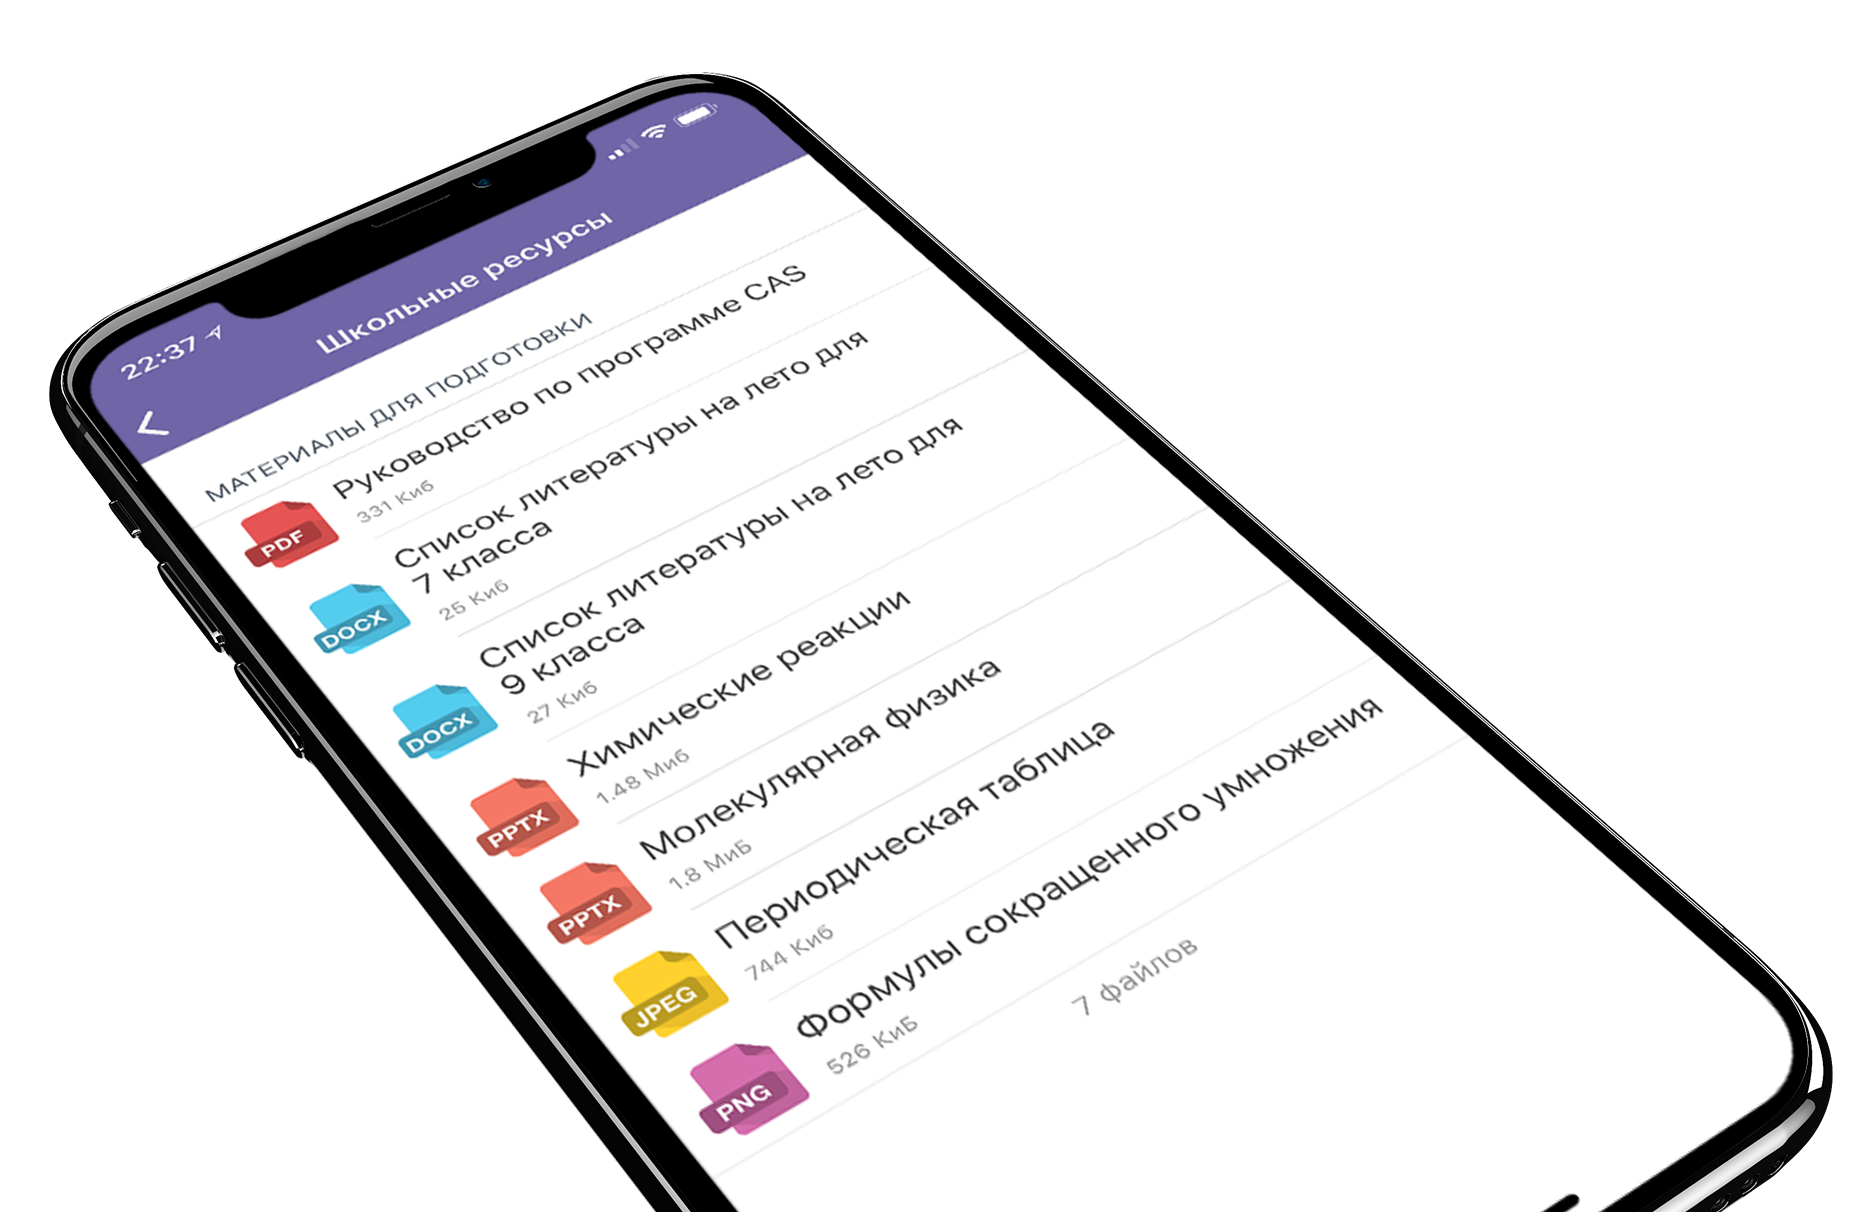 22:37
Школьные ресурсы
МАТЕРИАЛЫ ДЛЯ ПОДГОТОВКИ
PDF
Руководство по программе CAS
331 Киб
DOCX
Список литературы на лето для
7 класса
25 Киб
DOCX
Список литературы на лето для
9 класса
27 Киб
PPTX
Химические реакции
1.48 Миб
PPTX
Молекулярная физика
1.8 МиБ
JPEG
Периодическая таблица
744 Киб
PNG
Формулы сокращенного умножения
526 КиБ
7 файлов